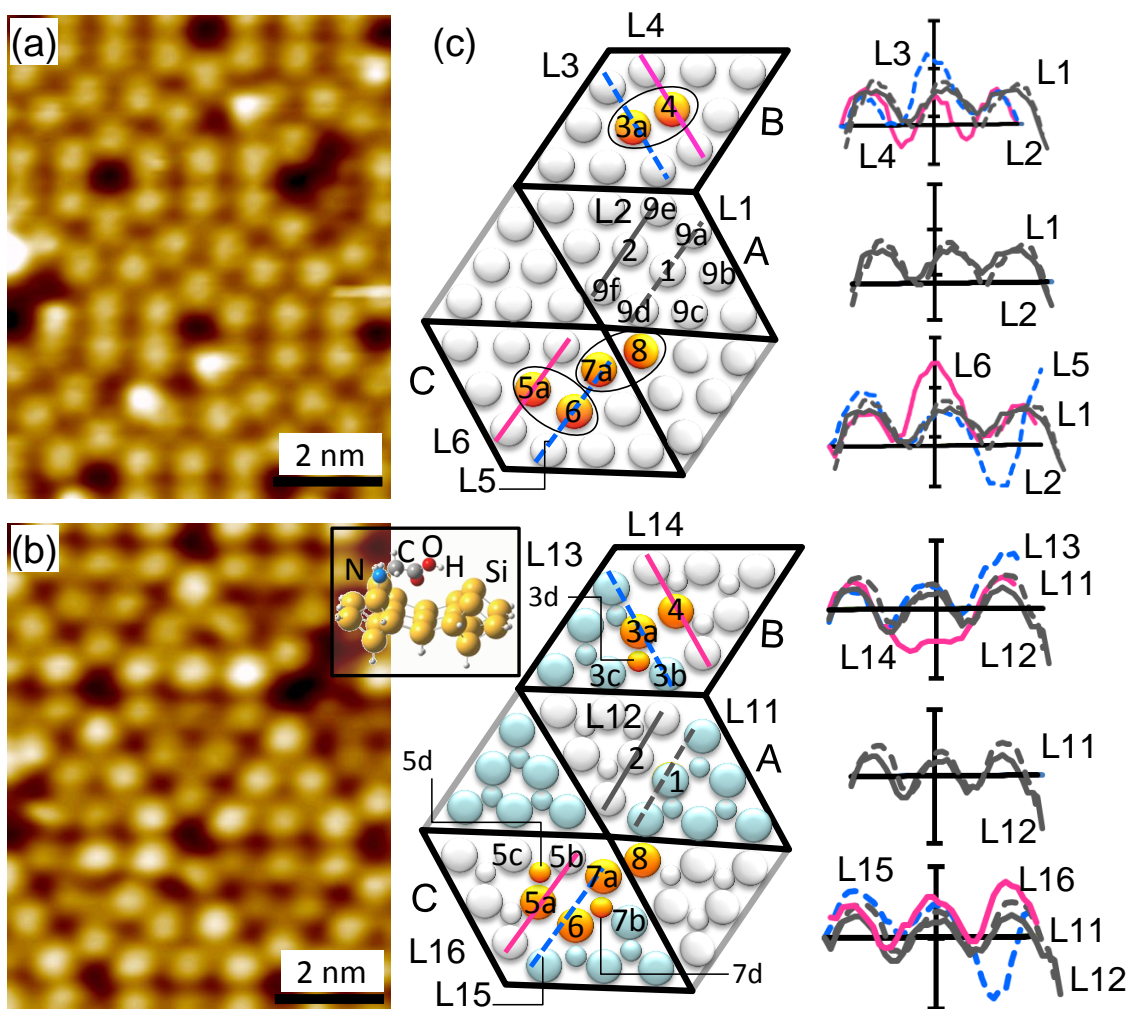 (a)
2 nm
(b)
2 nm
N
C
O
H
Si
(c)
L4
L3
B
3a
4
L2
9e
L1
9a
2
1
9b
A
9f
9d
9c
C
5a
7a
8
6
L6
L5
L3
L1
L4
L2
L1
L2
L6
L5
L1
L2
L14
L13
3d
4
3a
B
3c
3b
L12
L11
2
1
A
5d
5c
5b
8
7a
C
5a
6
7b
L16
L15
7d
L13
L11
L14
L12
L11
L12
L15
L16
L11
L12